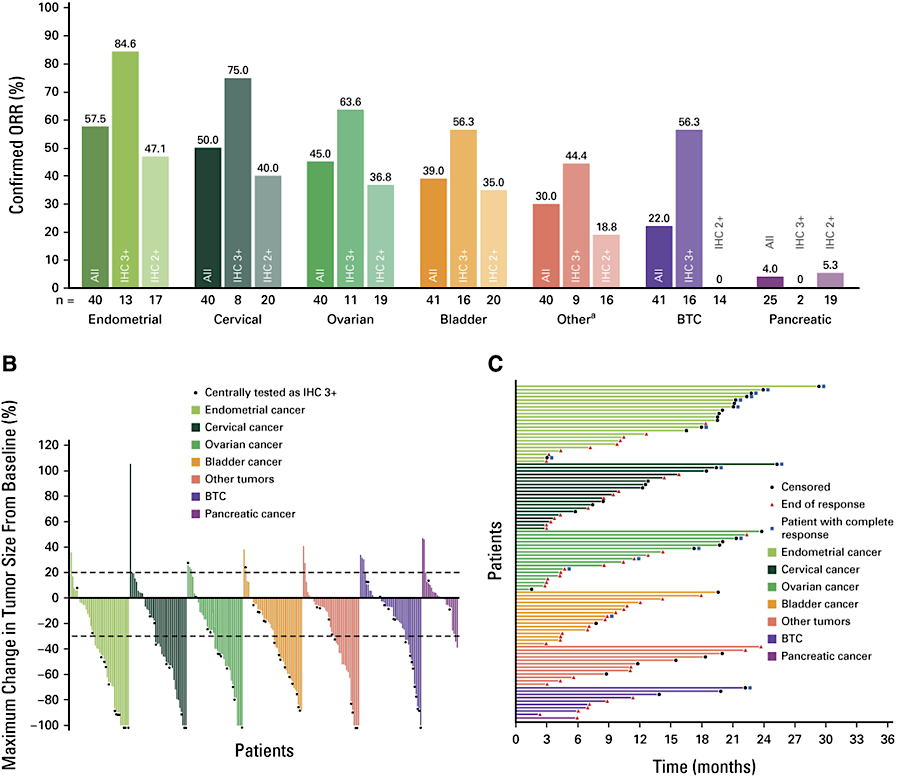 Confirmed ORR (%)
100
90
80
70
60
50
40
30
20
10
0
57.5
84.6
47.1
50.0
75.0
40.0
45.0
63.6
36.8
39.0
56.3
35.0
30.0
44.4
18.8
22.0
56.3
0
4.0
0
5.3
All
IHC 3+
IHC 2+
All
IHC 3+
IHC 2+
All
IHC 3+
IHC 2+
All
IHC 3+
IHC 2+
All
IHC 3+
IHC 2+
All
IHC 3+
IHC 2+
All
IHC 3+
IHC 2+
n = 40 13 17 40 8 20 40 11 19 41 16 20 40 9 16 41 16 14 25 2 19
Endometrial Cervical Ovarian Bladder Otherᵃ BTC Pancreatic
B
Maximum Change in Tumor Size From Baseline (%)
Centrally tested as IHC 3+
Endometrial cancer
Cervical cancer
Ovarian cancer
Bladder cancer
Other tumors
BTC
Pancreatic cancer
120
100
80
60
40
20
0
−20
−40
−60
−80
−100
Patients
C
Patients
Censored
End of response
Patient with complete
response
Endometrial cancer
Cervical cancer
Ovarian cancer
Bladder cancer
Other tumors
BTC
Pancreatic cancer
0 3 6 9 12 15 18 21 24 27 30 33 36
Time (months)